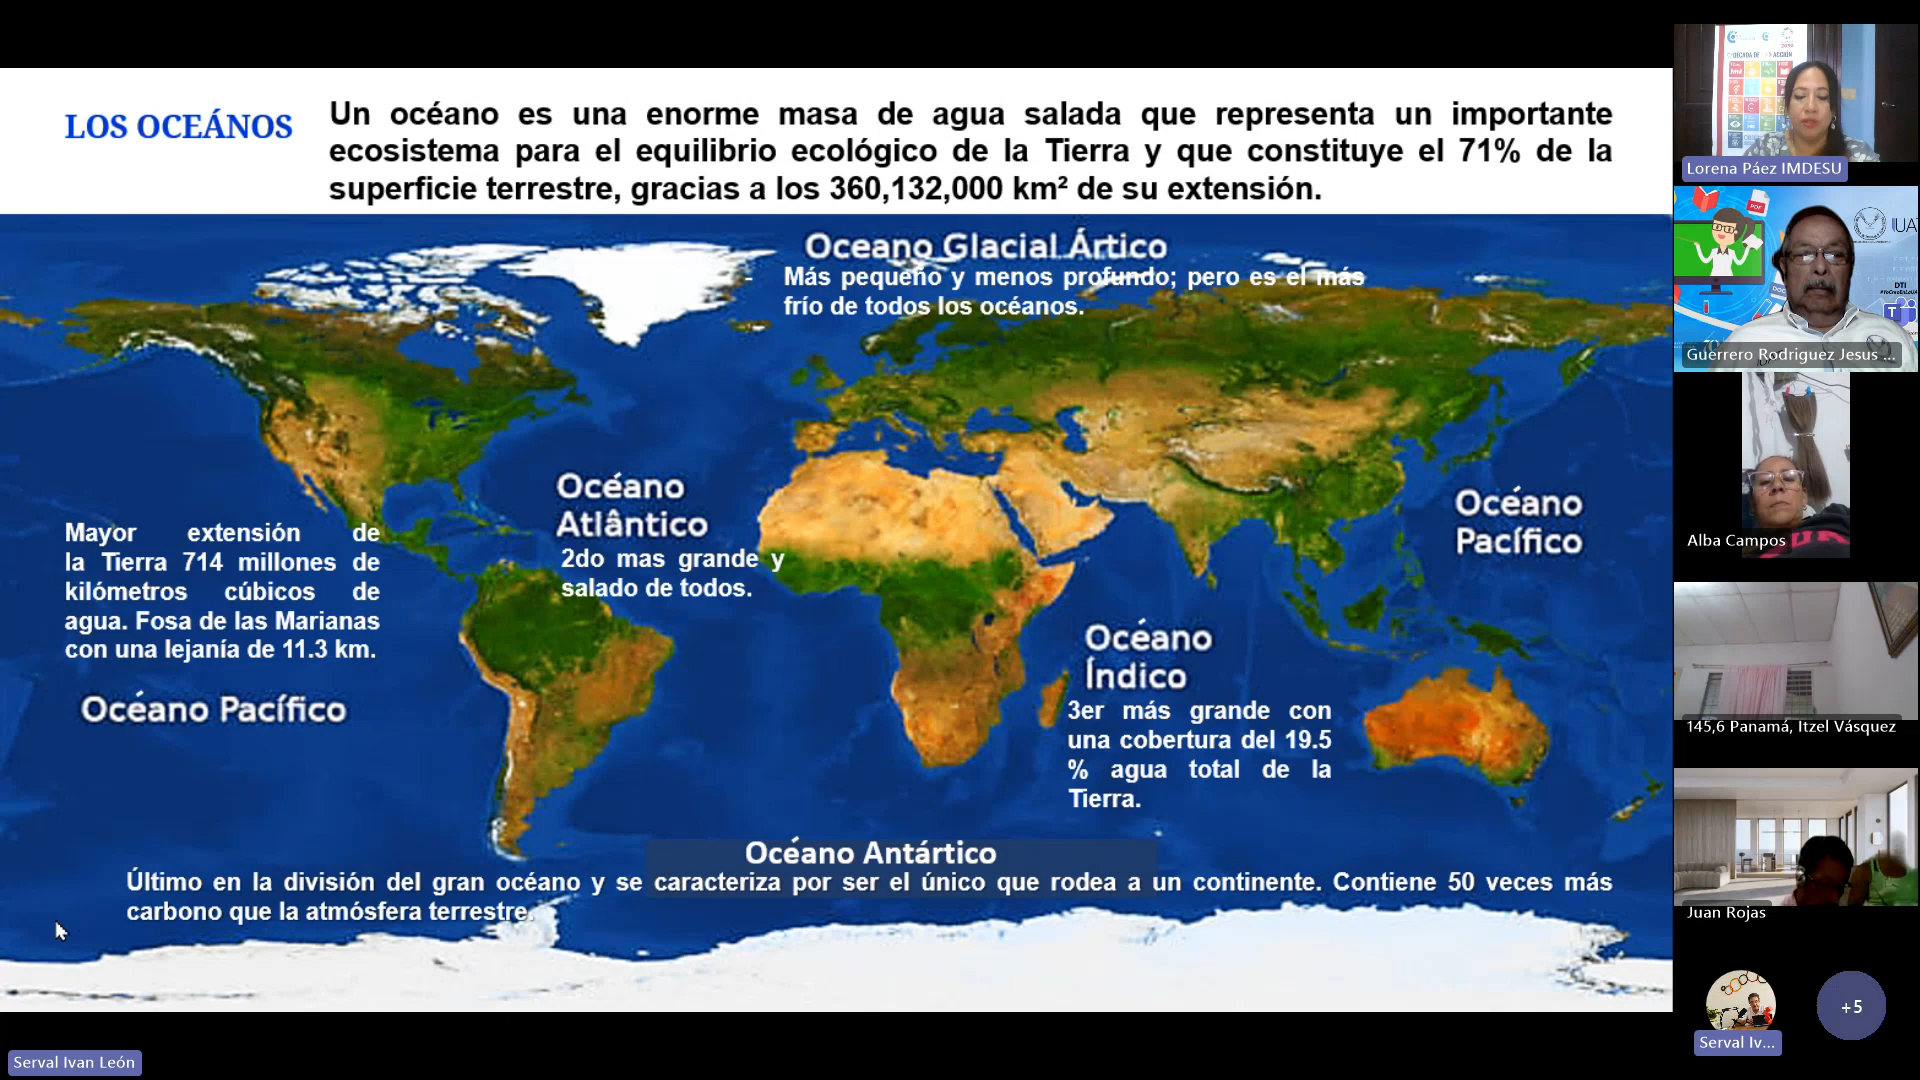 LOS OCEÁNOS
Un océano es una enorme masa de agua salada que representa un importante
ecosistema para el equilibrio ecológico de la Tierra y que constituye el 71% de la
superficie terrestre, gracias a los 360,132,000 km² de su extensión.
Oceano Glacial Ártico
Más pequeño y menos profundo; pero es el más
frío de todos los océanos.
Océano
Atlântico
2do mas grande y
salado de todos.
Océano
Pacífico
Mayor extensión de
la Tierra 714 millones de
kilómetros cúbicos de
agua. Fosa de las Marianas
con una lejanía de 11.3 km.
Océano Pacífico
Océano
Índico
3er más grande con
una cobertura del 19.5
% agua total de la
Tierra.
Océano Antártico
Último en la división del gran océano y se caracteriza por ser el único que rodea a un continente. Contiene 50 veces más
carbono que la atmósfera terrestre.
Serval Ivan León
DÉCADA DE ACCIÓN
Lorena Páez IMDESU
PDF
UAT
DTI
Guerrero Rodriguez Jesus ...
Alba Campos
145,6 Panamá, Itzel Vásquez
Juan Rojas
Serval Iv...
+5